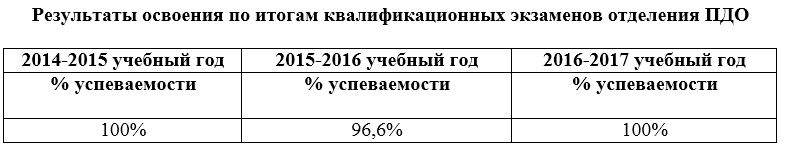 Результаты освоения по итогам квалификационных экзаменов отделения ПДО
2014-2015 учебный год 2015-2016 учебный год 2016-2017 учебный год
% успеваемости % успеваемости % успеваемости
100% 96,6% 100%